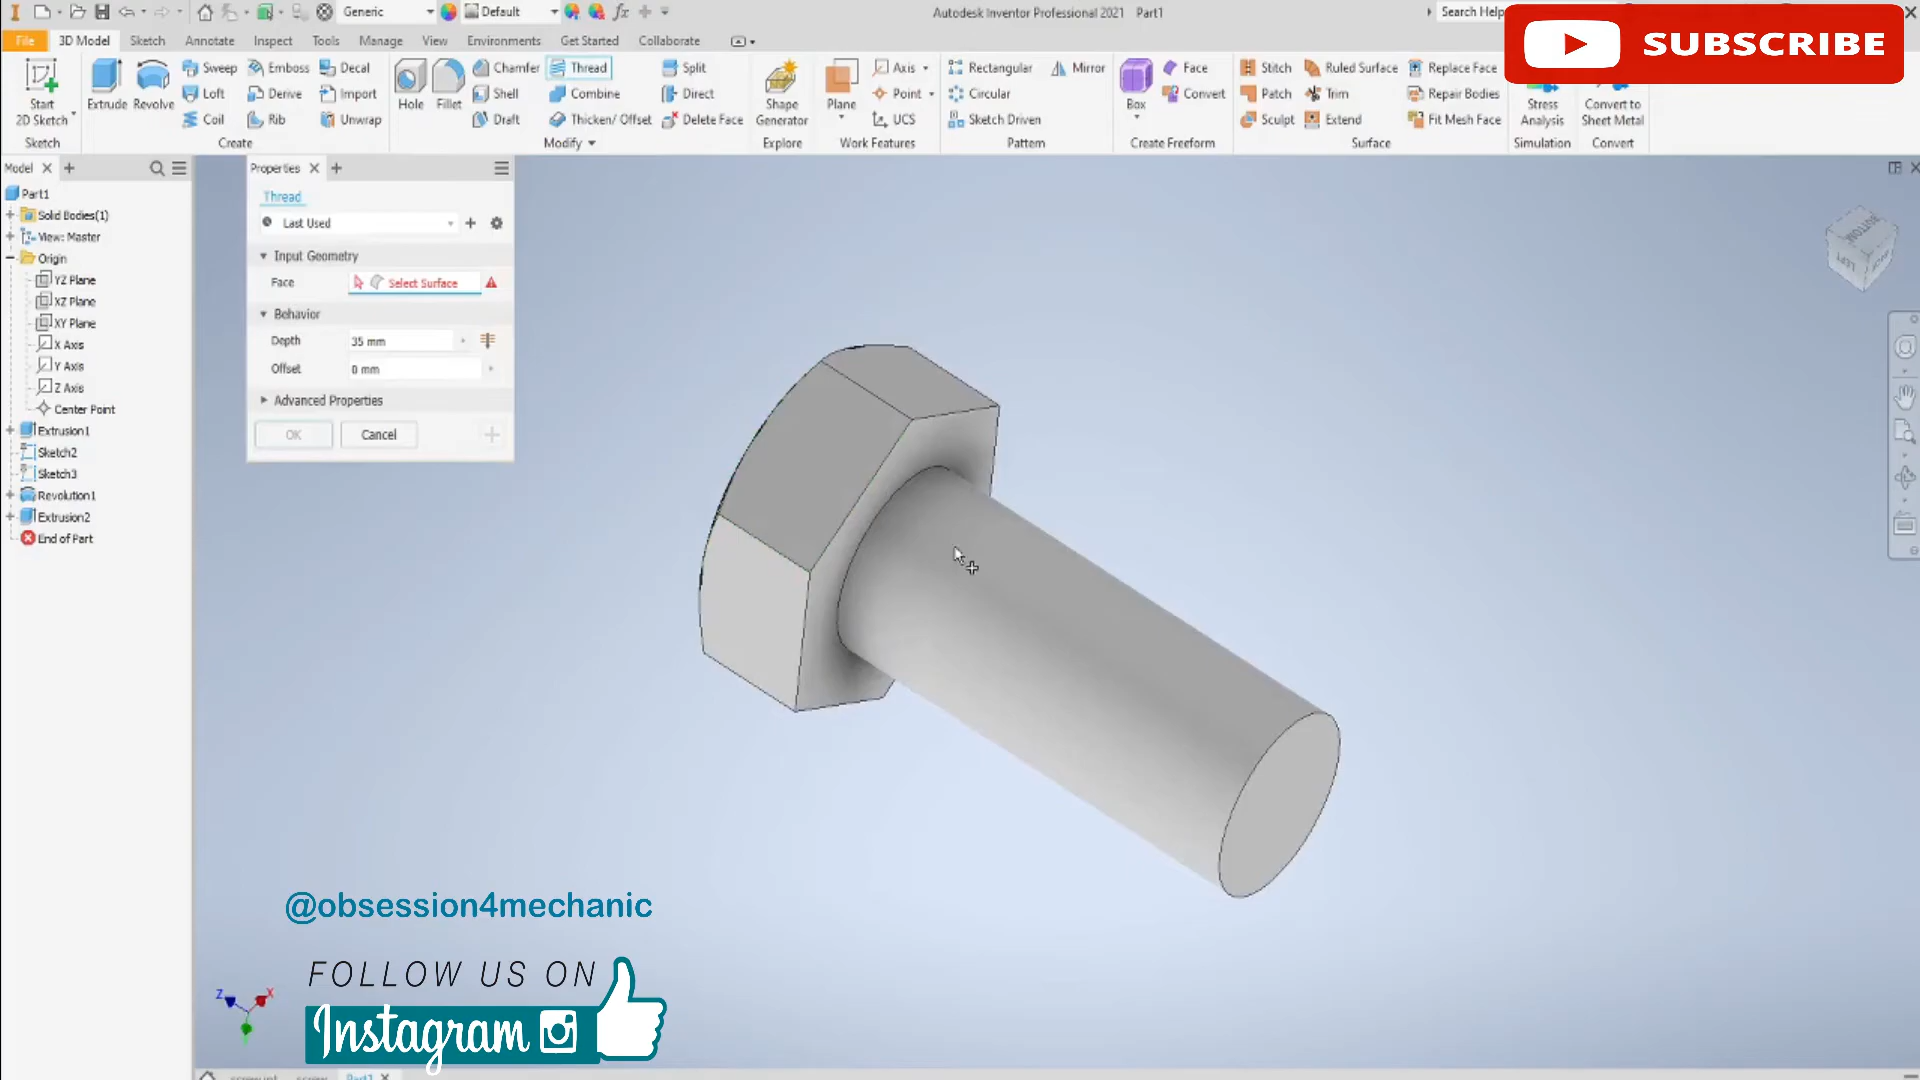 Generic
Default
fx
Autodesk Inventor Professional 2021 Part1
Search Help
SUBSCRIBE
File 3D Model Sketch Annotate Inspect Tools Manage View Environments Get Started Collaborate
Start
2D Sketch
Sketch
Extrude
Revolve
Sweep
Loft
Coil
Emboss
Derive
Rib
Decal
Import
Unwrap
Create
Hole
Fillet
Chamfer
Shell
Draft
Thread
Combine
Thicken/ Offset
Split
Direct
Delete Face
Modify
Shape
Generator
Explore
Plane
Axis
Point
UCS
Work Features
Rectangular
Circular
Sketch Driven
Mirror
Pattern
Box
Face
Convert
Create Freeform
Stitch
Patch
Sculpt
Ruled Surface
Trim
Extend
Replace Face
Repair Bodies
Fit Mesh Face
Surface
Stress
Analysis
Simulation
Convert to
Sheet Metal
Convert
Model
Part1
Solid Bodies(1)
View: Master
Origin
YZ Plane
XZ Plane
XY Plane
X Axis
Y Axis
Z Axis
Center Point
Extrusion1
Sketch2
Sketch3
Revolution1
Extrusion2
End of Part
Properties
Thread
Last Used
Input Geometry
Face Select Surface
Behavior
Depth 35 mm
Offset 0 mm
Advanced Properties
OK Cancel
BOTTOM
LEFT
BACK
@obsession4mechanic
FOLLOW US ON
Instagram
Z X
Part1